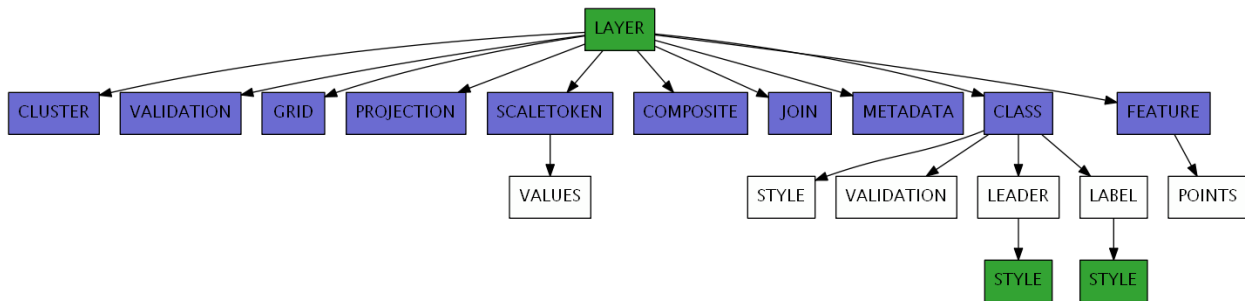 LAYER
CLUSTER
VALIDATION
GRID
PROJECTION
SCALETOKEN
COMPOSITE
JOIN
METADATA
CLASS
FEATURE
VALUES
STYLE
VALIDATION
LEADER
LABEL
POINTS
STYLE
STYLE